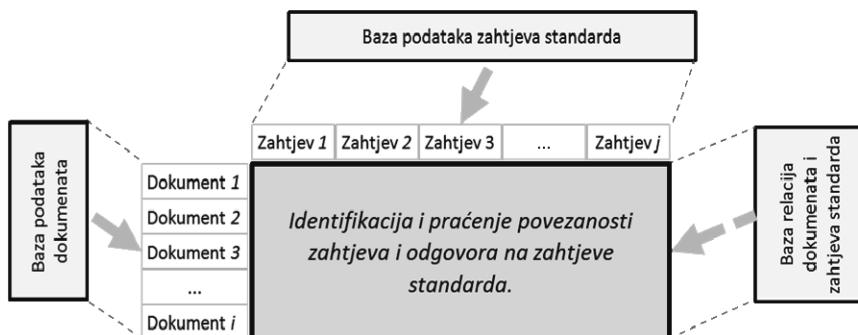 Baza podataka zahtjeva standarda
Zahtjev 1
Zahtjev 2
Zahtjev 3
...
Zahtjev j
Baza podataka
dokumenata
Dokument 1
Dokument 2
Dokument 3
...
Dokument i
Identifikacija i praćenje povezanosti
zahtjeva i odgovora na zahtjeve
standarda.
Baza relacija
dokumenata i
zahtjeva standarda